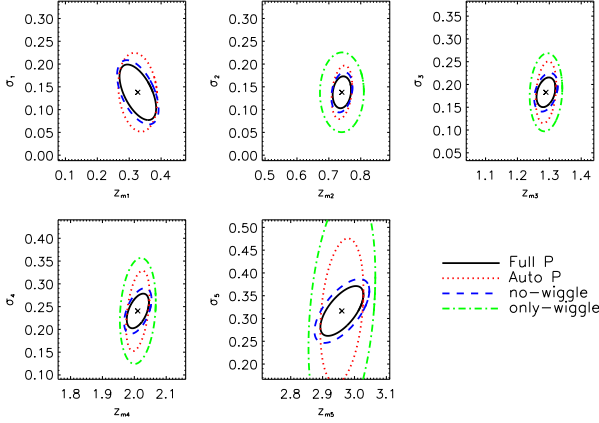 0.30
0.25
0.20
0.15
0.10
0.05
0.00
σ1
0.1 0.2 0.3 0.4
zm1
0.30
0.25
0.20
0.15
0.10
0.05
0.00
σ2
0.5 0.6 0.7 0.8
zm2
0.35
0.30
0.25
0.20
0.15
0.10
0.05
σ3
1.1 1.2 1.3 1.4
zm3
0.40
0.35
0.30
0.25
0.20
0.15
0.10
σ4
1.8 1.9 2.0 2.1
zm4
0.45
0.40
0.35
0.30
0.25
0.20
σ5
2.8 2.9 3.0 3.1
zm5
Full P
Auto P
no-wiggle
only-wiggle